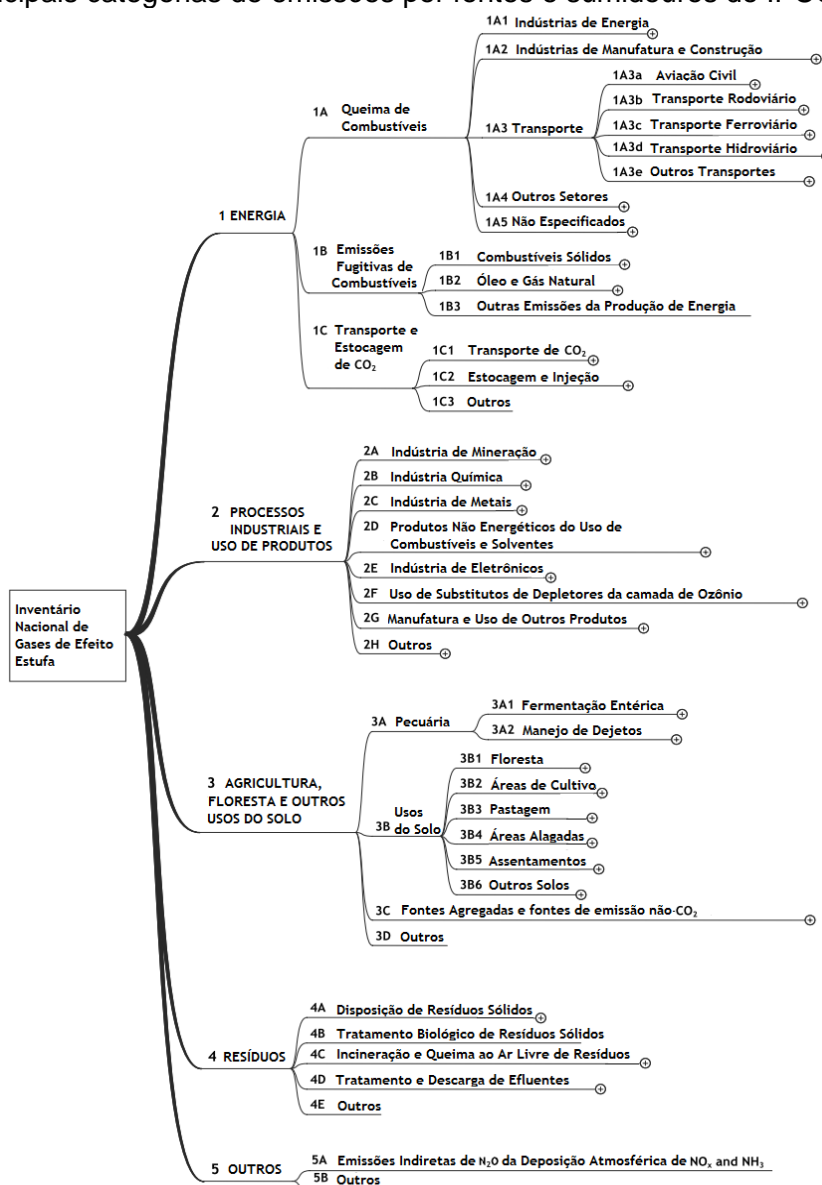 cipais categorias de emissões por fontes e sumidouros do IPC
1A1 Indústrias de Energia
1A2 Indústrias de Manufatura e Construção
1A Queima de
Combustíveis
1A3 Transporte
1A3a Aviação Civil
1A3b Transporte Rodoviário
1A3c Transporte Ferroviário
1A3d Transporte Hidroviário
1A3e Outros Transportes
1A4 Outros Setores
1A5 Não Especificados
1 ENERGIA
1B Emissões
Fugitivas de
Combustíveis
1B1 Combustíveis Sólidos
1B2 Óleo e Gás Natural
1B3 Outras Emissões da Produção de Energia
1C Transporte e
Estocagem
de CO₂
1C1 Transporte de CO₂
1C2 Estocagem e Injeção
1C3 Outros
2 PROCESSOS
INDUSTRIAIS E
USO DE PRODUTOS
2A Indústria de Mineração
2B Indústria Química
2C Indústria de Metais
2D Produtos Não Energéticos do Uso de
Combustíveis e Solventes
2E Indústria de Eletrônicos
2F Uso de Substitutos de Depletores da camada de Ozônio
2G Manufatura e Uso de Outros Produtos
2H Outros
Inventário
Nacional de
Gases de Efeito
Estufa
3 AGRICULTURA,
FLORESTA E OUTROS
USOS DO SOLO
3A Pecuária
3A1 Fermentação Entérica
3A2 Manejo de Dejetos
3B Usos
do Solo
3B1 Floresta
3B2 Áreas de Cultivo
3B3 Pastagem
3B4 Áreas Alagadas
3B5 Assentamentos
3B6 Outros Solos
3C Fontes Agregadas e fontes de emissão não-CO₂
3D Outros
4 RESÍDUOS
4A Disposição de Resíduos Sólidos
4B Tratamento Biológico de Resíduos Sólidos
4C Incineração e Queima ao Ar Livre de Resíduos
4D Tratamento e Descarga de Efluentes
4E Outros
5 OUTROS
5A Emissões Indiretas de N₂O da Deposição Atmosférica de NOₓ and NH₃
5B Outros